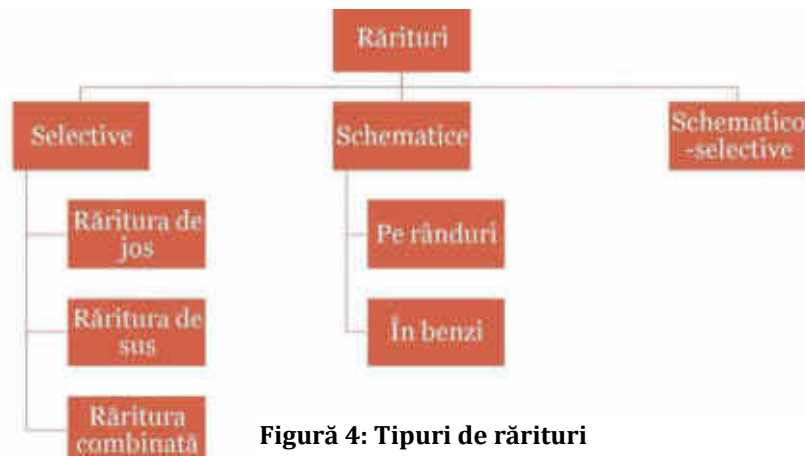 Rărituri
Selective
Schematice
Schematico
-selective
Răritura de
jos
Pe rânduri
Răritura de
sus
În benzi
Răritura
combinată
Figură 4: Tipuri de rărituri